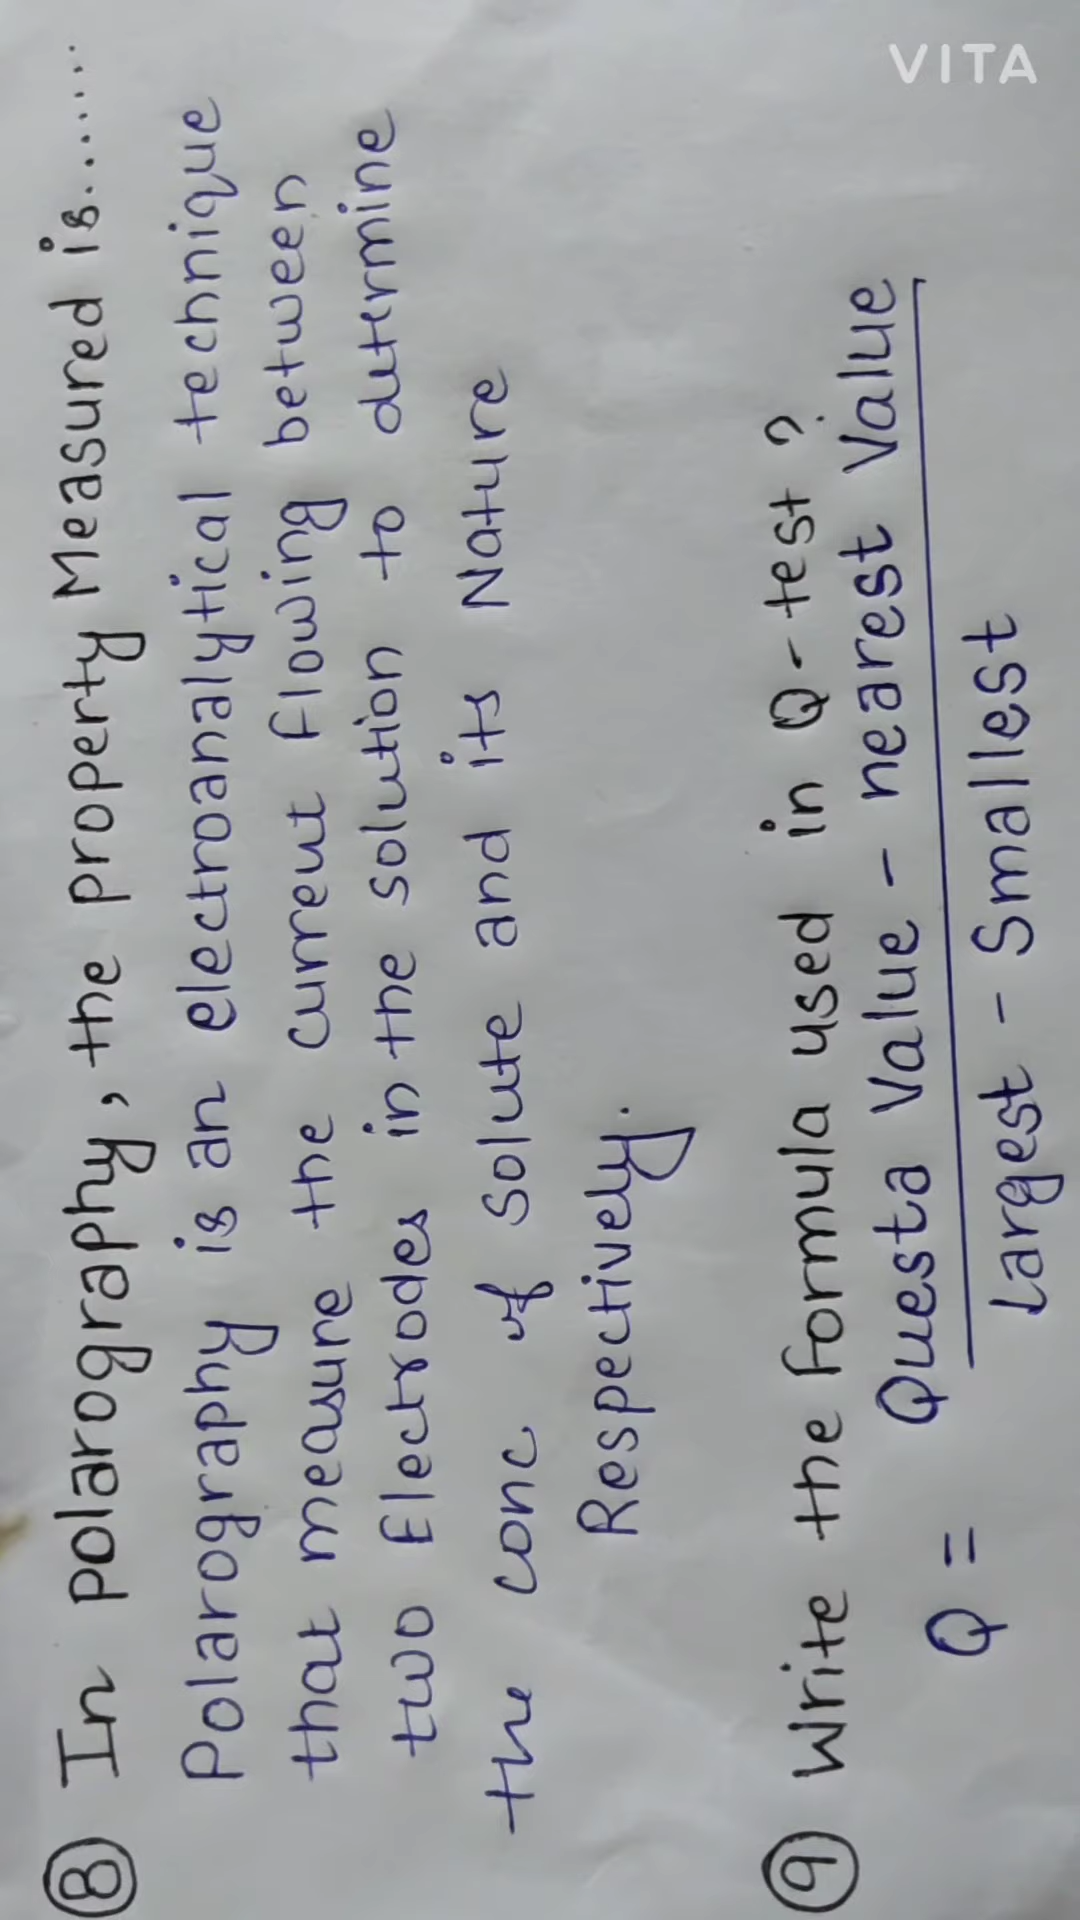 VITA
⑧ In polarography, the property Measured is.......
Polarography is an electroanalytical technique
that measure the current flowing between
two Electrodes in the solution to determine
the conc of solute and its Nature
Respectively.
⑨ Write the formula used in Q-test ?
Q = Questa Value - nearest Value
Largest - Smallest